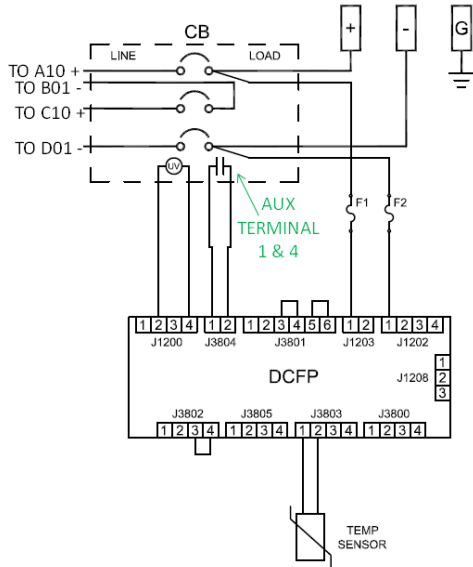 CB
+ - G
LINE LOAD
TO A10 +
TO B01 -
TO C10 +
TO D01 -
UV
AUX
TERMINAL
1 & 4
F1 F2
1 2 3 4 1 2 1 2 3 4 5 6 1 2 1 2 3 4
J1200 J3804 J3801 J1203 J1202
DCFP
J1208
1
2
3
J3802 J3805 J3803 J3800
1 2 3 4 1 2 3 4 1 2 3 4 1 2 3 4
TEMP
SENSOR